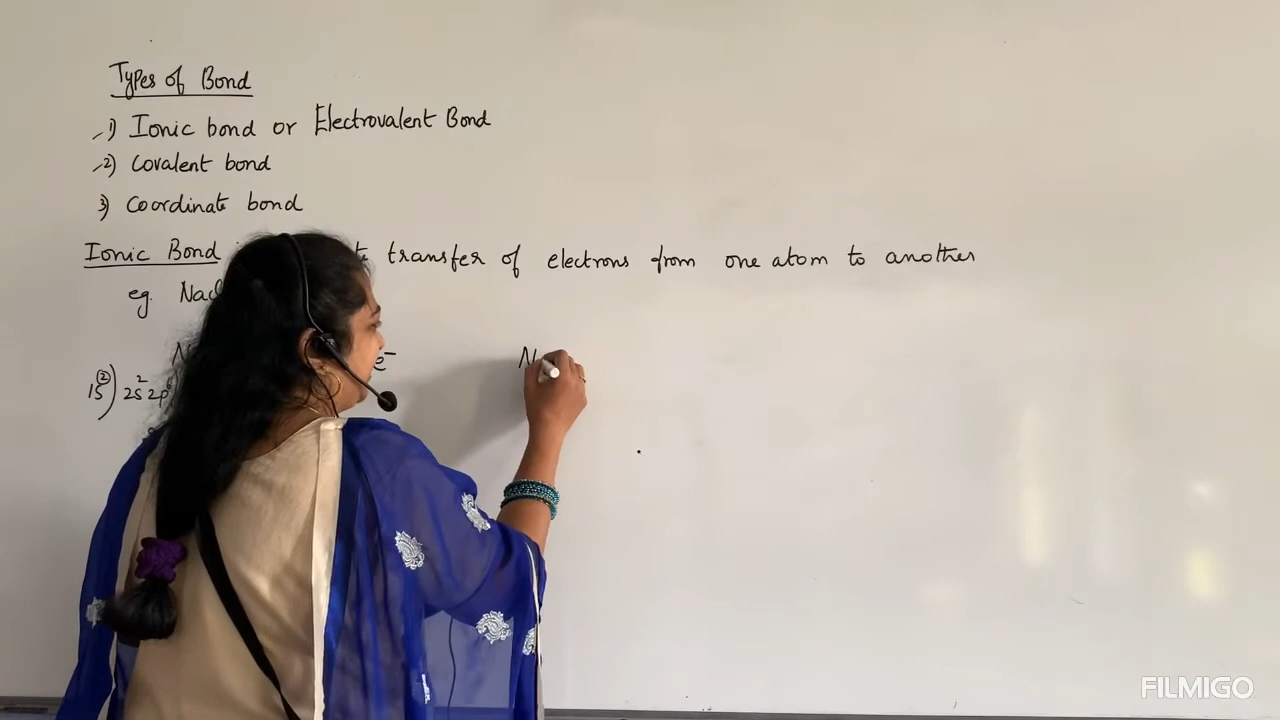 Types of Bond
1) Ionic bond or Electrovalent Bond
2) Covalent bond
3) Coordinate bond
Ionic Bond transfer of electrons from one atom to another
eg. NaCl
N e⁻ N
1s² 2s² 2p⁶
FILMIGO